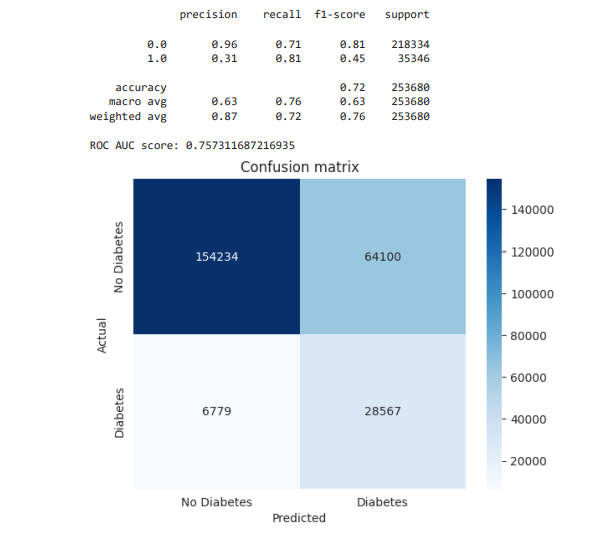 precision recall f1-score support
0.0 0.96 0.71 0.81 218334
1.0 0.31 0.81 0.45 35346
accuracy 0.72 253680
macro avg 0.63 0.76 0.63 253680
weighted avg 0.87 0.72 0.76 253680
ROC AUC score: 0.757311687216935
Confusion matrix
No Diabetes
Diabetes
Actual
154234 64100
6779 28567
No Diabetes Diabetes
Predicted
140000
120000
100000
80000
60000
40000
20000